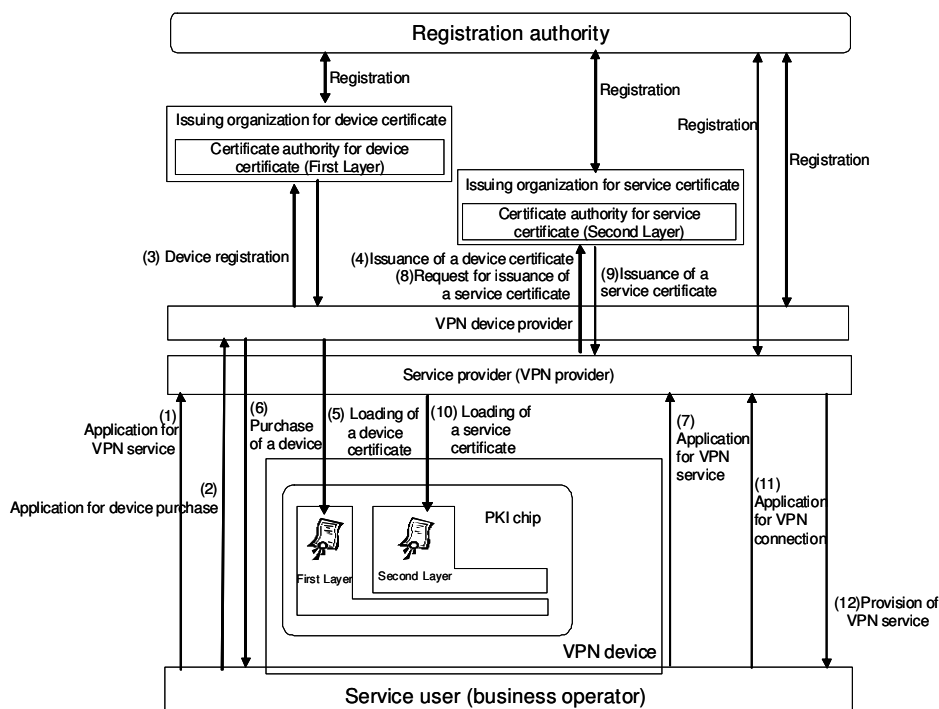 Registration authority
Registration
Registration
Registration
Registration
Issuing organization for device certificate
Certificate authority for device
certificate (First Layer)
Issuing organization for service certificate
Certificate authority for service
certificate (Second Layer)
(3) Device registration
(4)Issuance of a device certificate
(8)Request for issuance of
a service certificate
(9)Issuance of a
service certificate
VPN device provider
Service provider (VPN provider)
(1)
Application for
VPN service
(2)
Application for device purchase
(6)
Purchase
of a device
(5) Loading of
a device
certificate
(10) Loading of
a service
certificate
(7)
Application
for VPN
service
(11)
Application
for VPN
connection
(12)Provision of
VPN service
PKI chip
First Layer
Second Layer
VPN device
Service user (business operator)